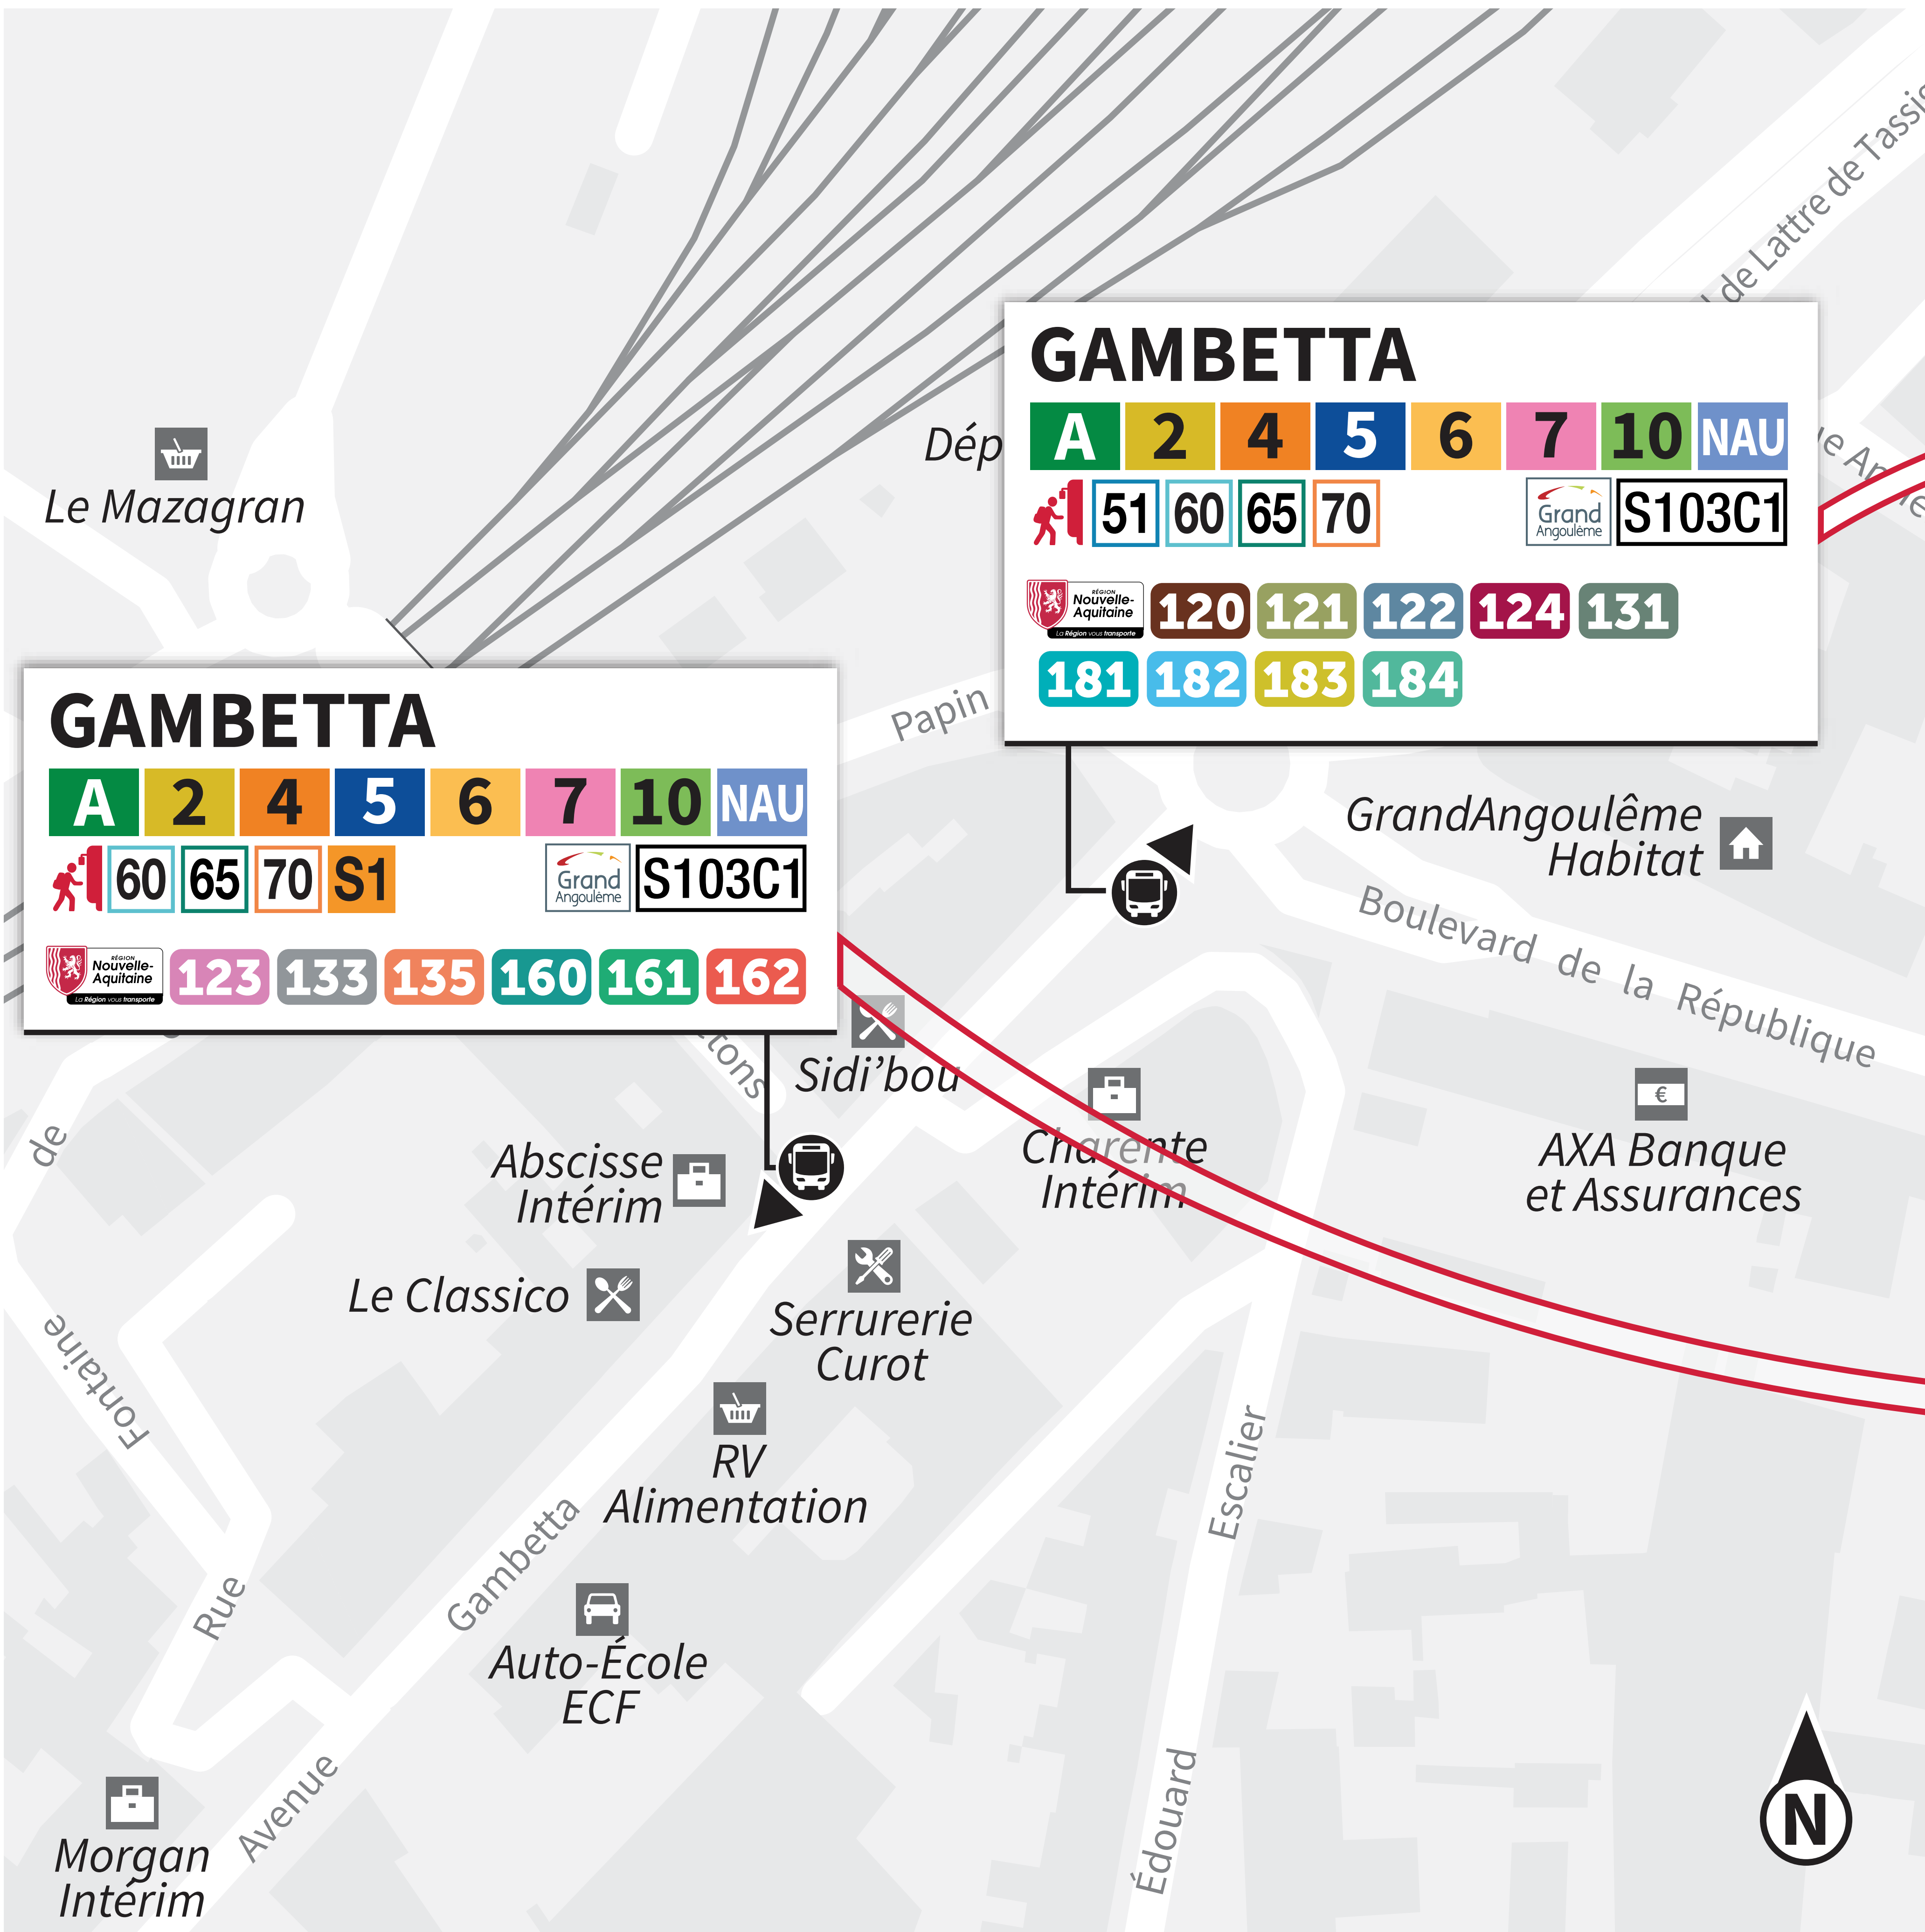 de Lattre de Tassis
GAMBETTA
A 2 4 5 6 7 10 NAU
51 60 65 70 Grand Angoulême S103C1
RÉGION
Nouvelle-
Aquitaine
La Région vous transporte
120 121 122 124 131
181 182 183 184
Dép
Le Mazagran
Papin
GAMBETTA
A 2 4 5 6 7 10 NAU
60 65 70 S1 Grand Angoulême S103C1
RÉGION
Nouvelle-
Aquitaine
La Région vous transporte
123 133 135 160 161 162
GrandAngoulême
Habitat
Boulevard de la République
tons
Sidi'bou
de
Charente
Intérim
AXA Banque
et Assurances
€
Abscisse
Intérim
Le Classico
Serrurerie
Curot
Fontaine
RV
Alimentation
Escalier
Gambetta
Rue
Auto-École
ECF
Avenue
Édouard
Morgan
Intérim
N